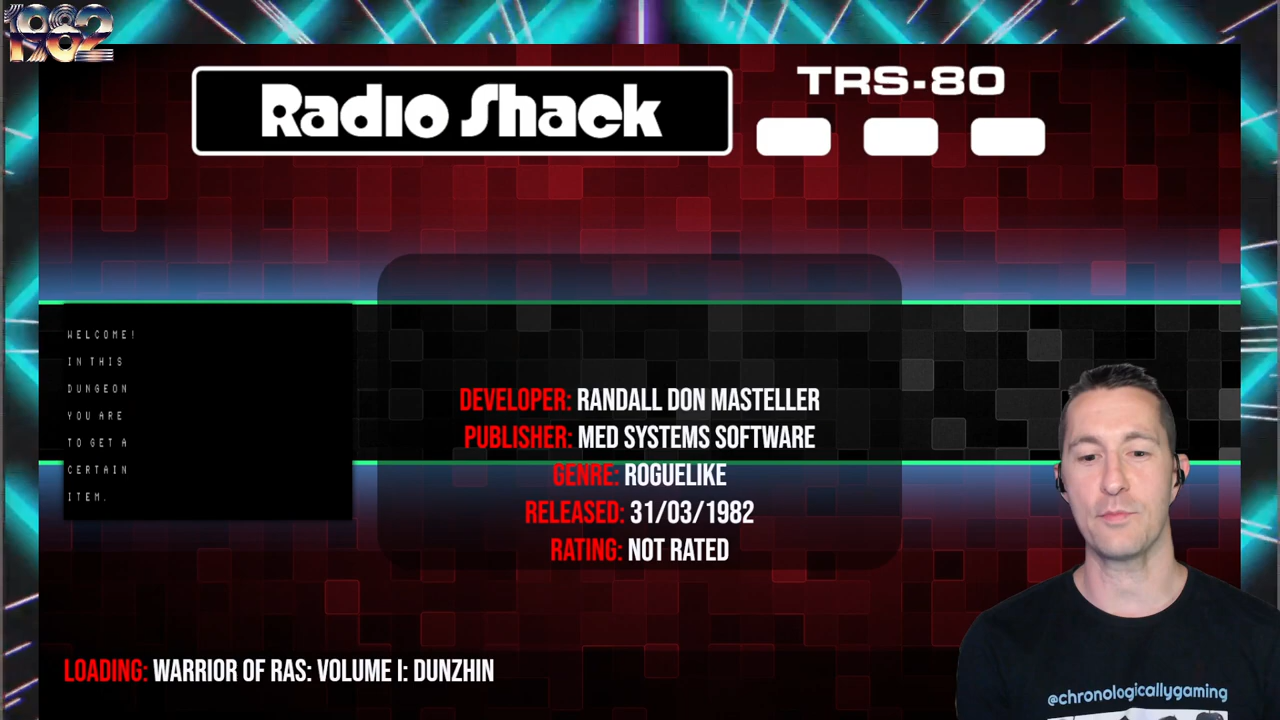 1982
1982
Radio Shack
TRS-80
WELCOME!
IN THIS
DUNGEON
YOU ARE
TO GET A
CERTAIN
ITEM.
DEVELOPER: RANDALL DON MASTELLER
PUBLISHER: MED SYSTEMS SOFTWARE
GENRE: ROGUELIKE
RELEASED: 31/03/1982
RATING: NOT RATED
LOADING: WARRIOR OF RAS: VOLUME I: DUNZHIN
@chronologicallygaming